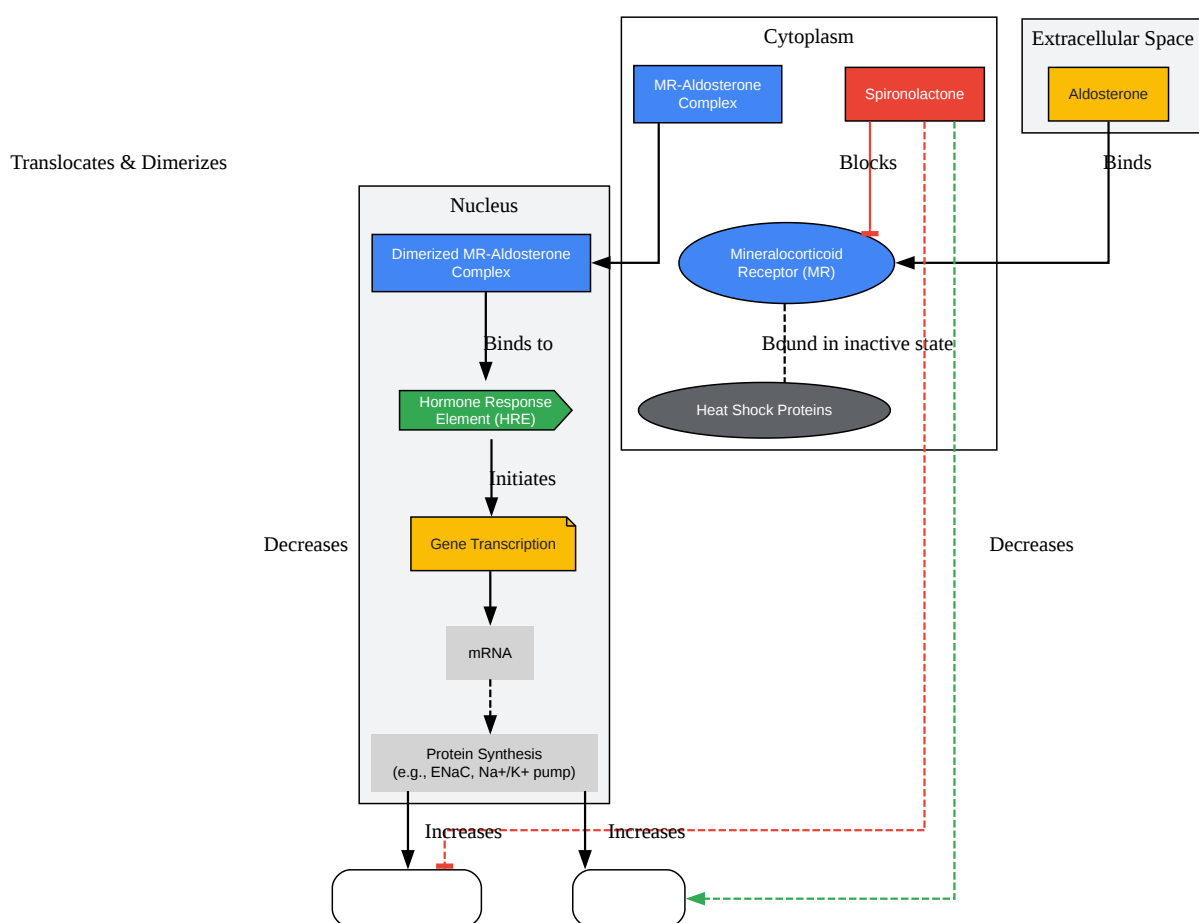 Cytoplasm
Extracellular Space
MR-Aldosterone
Complex
Spironolactone
Aldosterone
Translocates & Dimerizes
Blocks
Binds
Nucleus
Dimerized MR-Aldosterone
Complex
Mineralocorticoid
Receptor (MR)
Binds to
Bound in inactive state
Hormone Response
Element (HRE)
Heat Shock Proteins
Initiates
Decreases
Gene Transcription
Decreases
mRNA
Protein Synthesis
(e.g., ENaC, Na+/K+ pump)
Increases
Increases